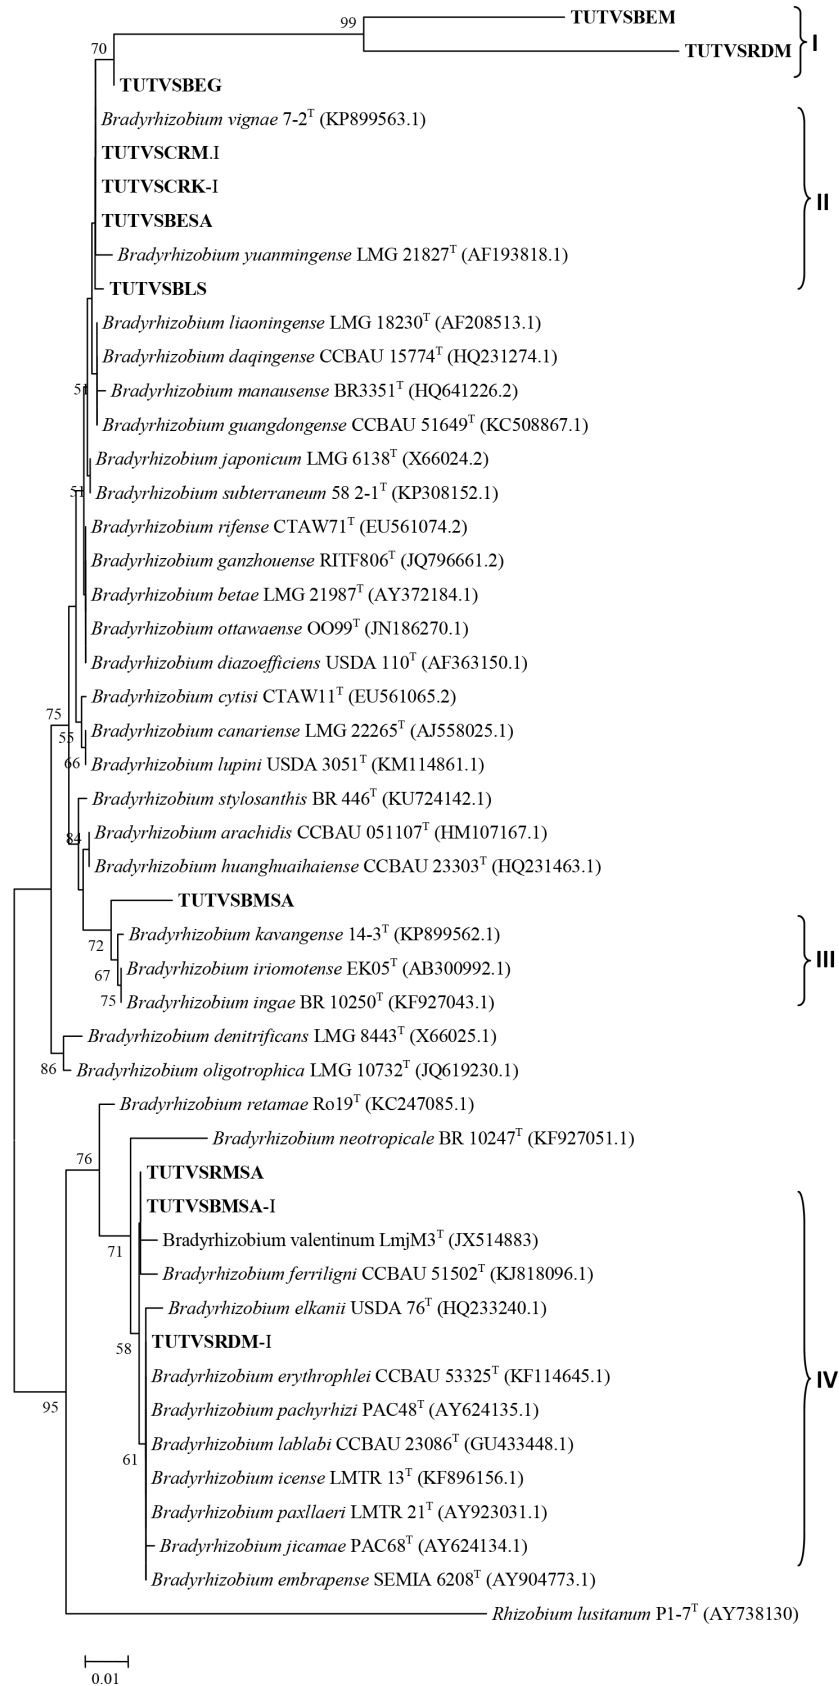 99
TUTVSBEM
I
70
TUTVSRDM
TUTVSBEG
Bradyrhizobium vignae 7-2T (KP899563.1)
TUTVSCRM.I
TUTVSCRK-I
II
TUTVSBESA
Bradyrhizobium yuanmingense LMG 21827T (AF193818.1)
TUTVSBLS
Bradyrhizobium liaoningense LMG 18230T (AF208513.1)
Bradyrhizobium daqingense CCBAU 15774T (HQ231274.1)
51
Bradyrhizobium manausense BR3351T (HQ641226.2)
Bradyrhizobium guangdongense CCBAU 51649T (KC508867.1)
Bradyrhizobium japonicum LMG 6138T (X66024.2)
51
Bradyrhizobium subterraneum 58 2-1T (KP308152.1)
Bradyrhizobium rifense CTAW71T (EU561074.2)
Bradyrhizobium ganzhouense RITF806T (JQ796661.2)
Bradyrhizobium betae LMG 21987T (AY372184.1)
Bradyrhizobium ottawaense OO99T (JN186270.1)
Bradyrhizobium diazoefficiens USDA 110T (AF363150.1)
Bradyrhizobium cytisi CTAW11T (EU561065.2)
75
55
Bradyrhizobium canariense LMG 22265T (AJ558025.1)
66
Bradyrhizobium lupini USDA 3051T (KM114861.1)
Bradyrhizobium stylosanthis BR 446T (KU724142.1)
84
Bradyrhizobium arachidis CCBAU 051107T (HM107167.1)
Bradyrhizobium huanghuaihaiense CCBAU 23303T (HQ231463.1)
TUTVSBMSA
72
Bradyrhizobium kavangense 14-3T (KP899562.1)
III
67
Bradyrhizobium iriomotense EK05T (AB300992.1)
75
Bradyrhizobium ingae BR 10250T (KF927043.1)
Bradyrhizobium denitrificans LMG 8443T (X66025.1)
86
Bradyrhizobium oligotrophica LMG 10732T (JQ619230.1)
Bradyrhizobium retamae Ro19T (KC247085.1)
Bradyrhizobium neotropicale BR 10247T (KF927051.1)
76
TUTVSRMSA
TUTVSBMSA-I
71
Bradyrhizobium valentinum LmjM3T (JX514883)
Bradyrhizobium ferriligni CCBAU 51502T (KJ818096.1)
Bradyrhizobium elkanii USDA 76T (HQ233240.1)
58
TUTVSRDM-I
Bradyrhizobium erythrophlei CCBAU 53325T (KF114645.1)
IV
95
Bradyrhizobium pachyrhizi PAC48T (AY624135.1)
Bradyrhizobium lablabi CCBAU 23086T (GU433448.1)
61
Bradyrhizobium icense LMTR 13T (KF896156.1)
Bradyrhizobium paxllaeri LMTR 21T (AY923031.1)
Bradyrhizobium jicamae PAC68T (AY624134.1)
Bradyrhizobium embrapense SEMIA 6208T (AY904773.1)
Rhizobium lusitanum P1-7T (AY738130)
0.01